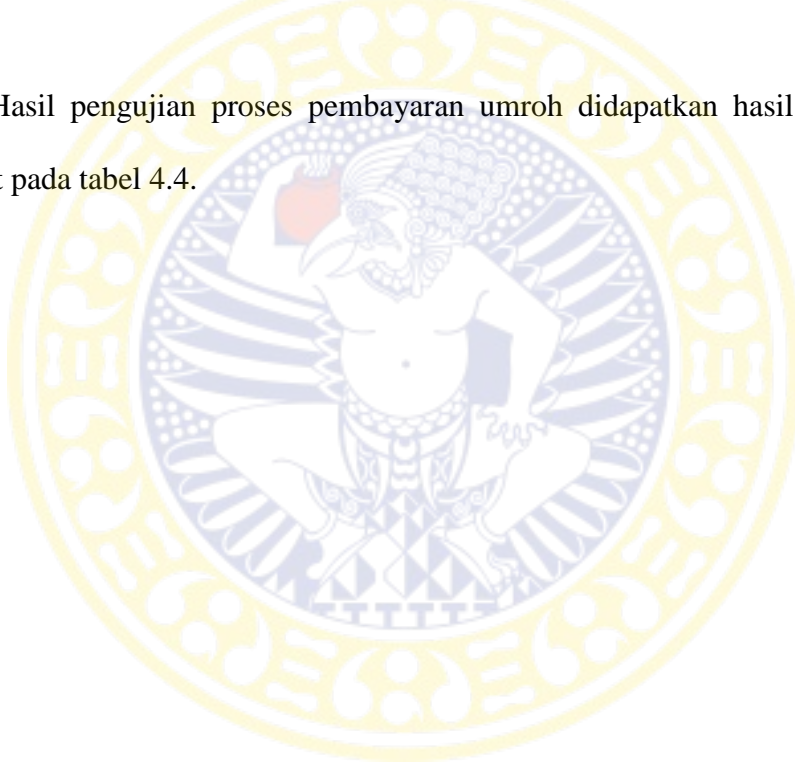 Hasil pengujian proses pembayaran umroh didapatkan hasil
pada tabel 4.4.